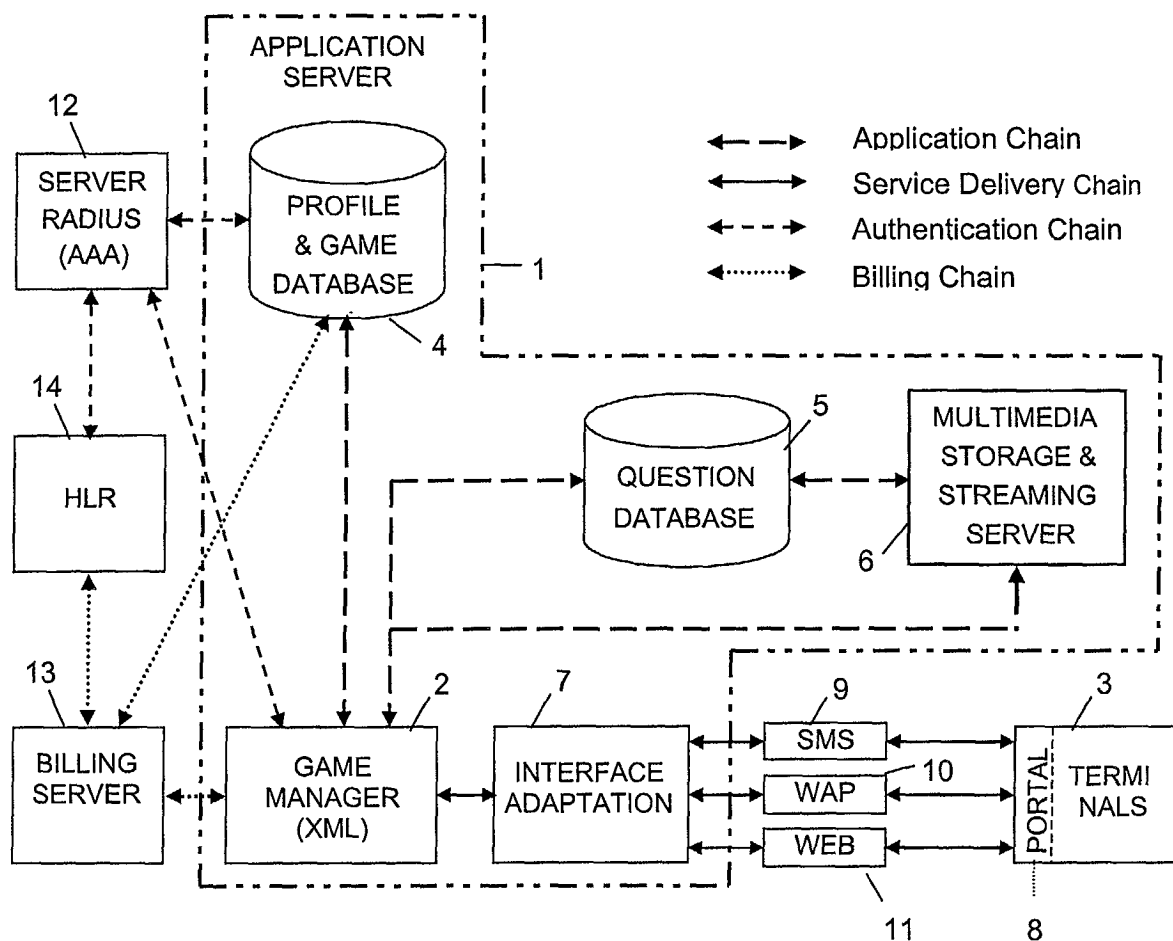 APPLICATION
SERVER
12
SERVER
RADIUS
(AAA)
PROFILE
& GAME
DATABASE
4
1
Application Chain
Service Delivery Chain
Authentication Chain
Billing Chain
14
HLR
5
QUESTION
DATABASE
MULTIMEDIA
STORAGE &
STREAMING
SERVER
6
13
BILLING
SERVER
2
GAME
MANAGER
(XML)
7
INTERFACE
ADAPTATION
9
SMS
10
WAP
WEB
11
3
PORTAL
TERMI
NALS
8